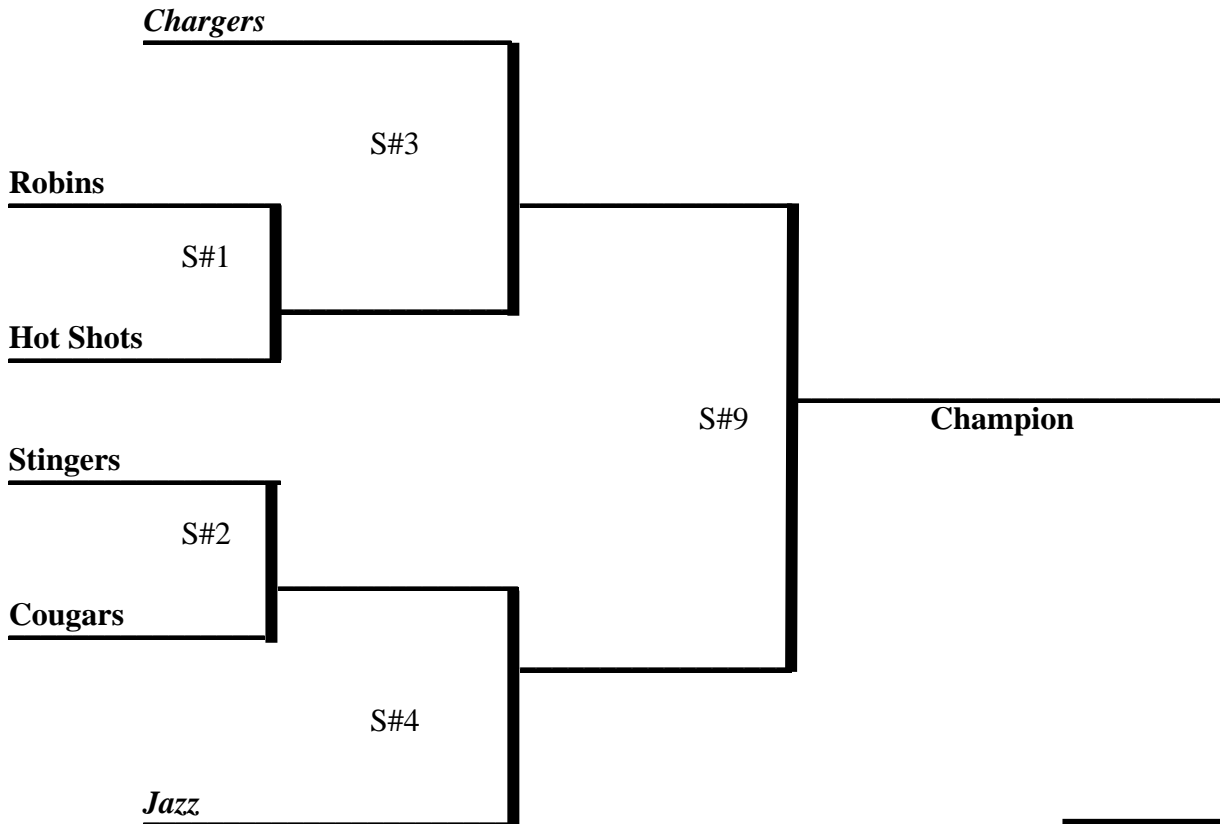 Chargers
S#3
Robins
S#1
Hot Shots
S#9
Champion
Stingers
S#2
Cougars
S#4
Jazz